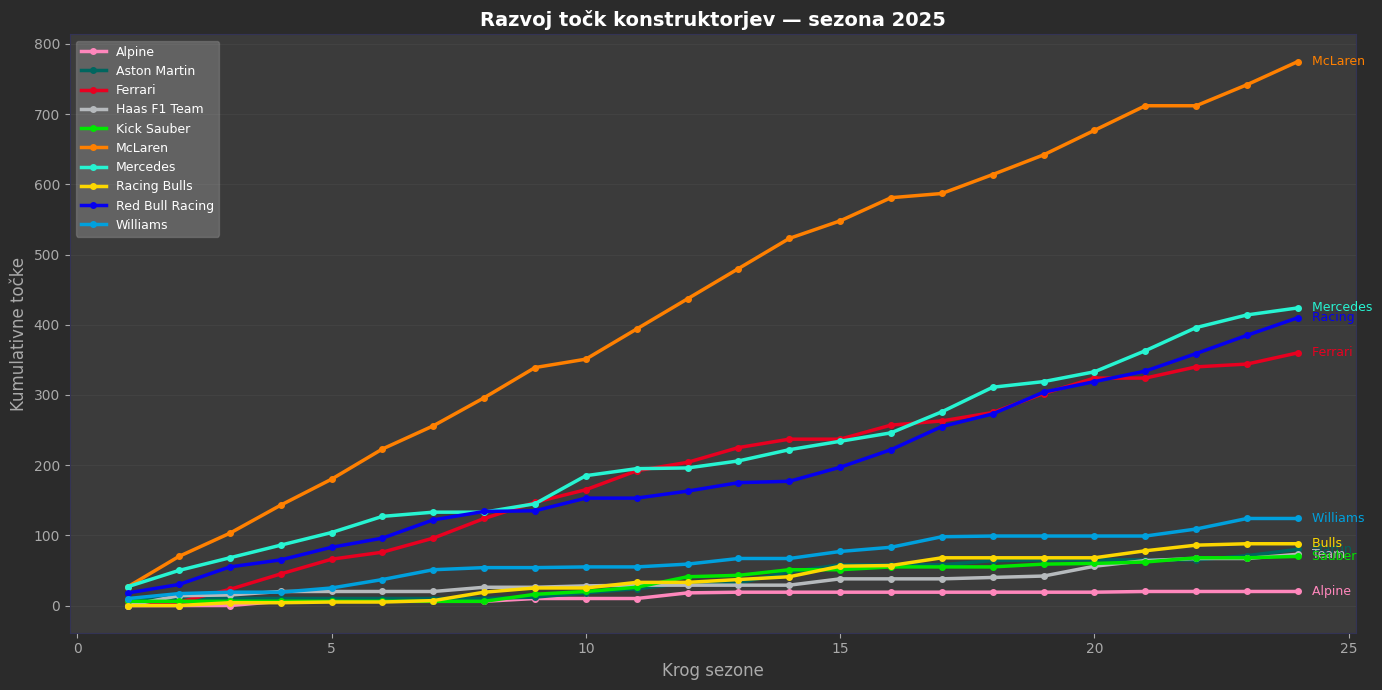 Razvoj točk konstruktorjev — sezona 2025
Kumulativne točke
800
700
600
500
400
300
200
100
0
Alpine
Aston Martin
Ferrari
Haas F1 Team
Kick Sauber
McLaren
Mercedes
Racing Bulls
Red Bull Racing
Williams
McLaren
Mercedes
Racing
Ferrari
Williams
Bulls
Team
Sauber
Alpine
0 5 10 15 20 25
Krog sezone